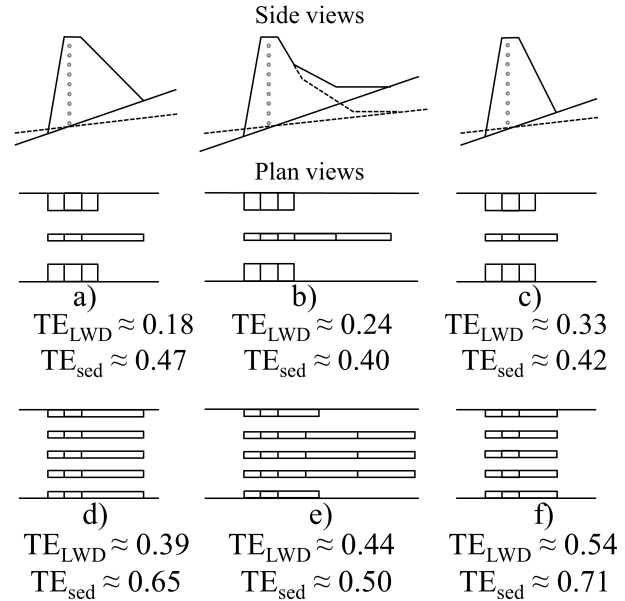 Side views
Plan views
a) b) c)
TE_LWD ≈ 0.18 TE_LWD ≈ 0.24 TE_LWD ≈ 0.33
TE_sed ≈ 0.47 TE_sed ≈ 0.40 TE_sed ≈ 0.42
d) e) f)
TE_LWD ≈ 0.39 TE_LWD ≈ 0.44 TE_LWD ≈ 0.54
TE_sed ≈ 0.65 TE_sed ≈ 0.50 TE_sed ≈ 0.71